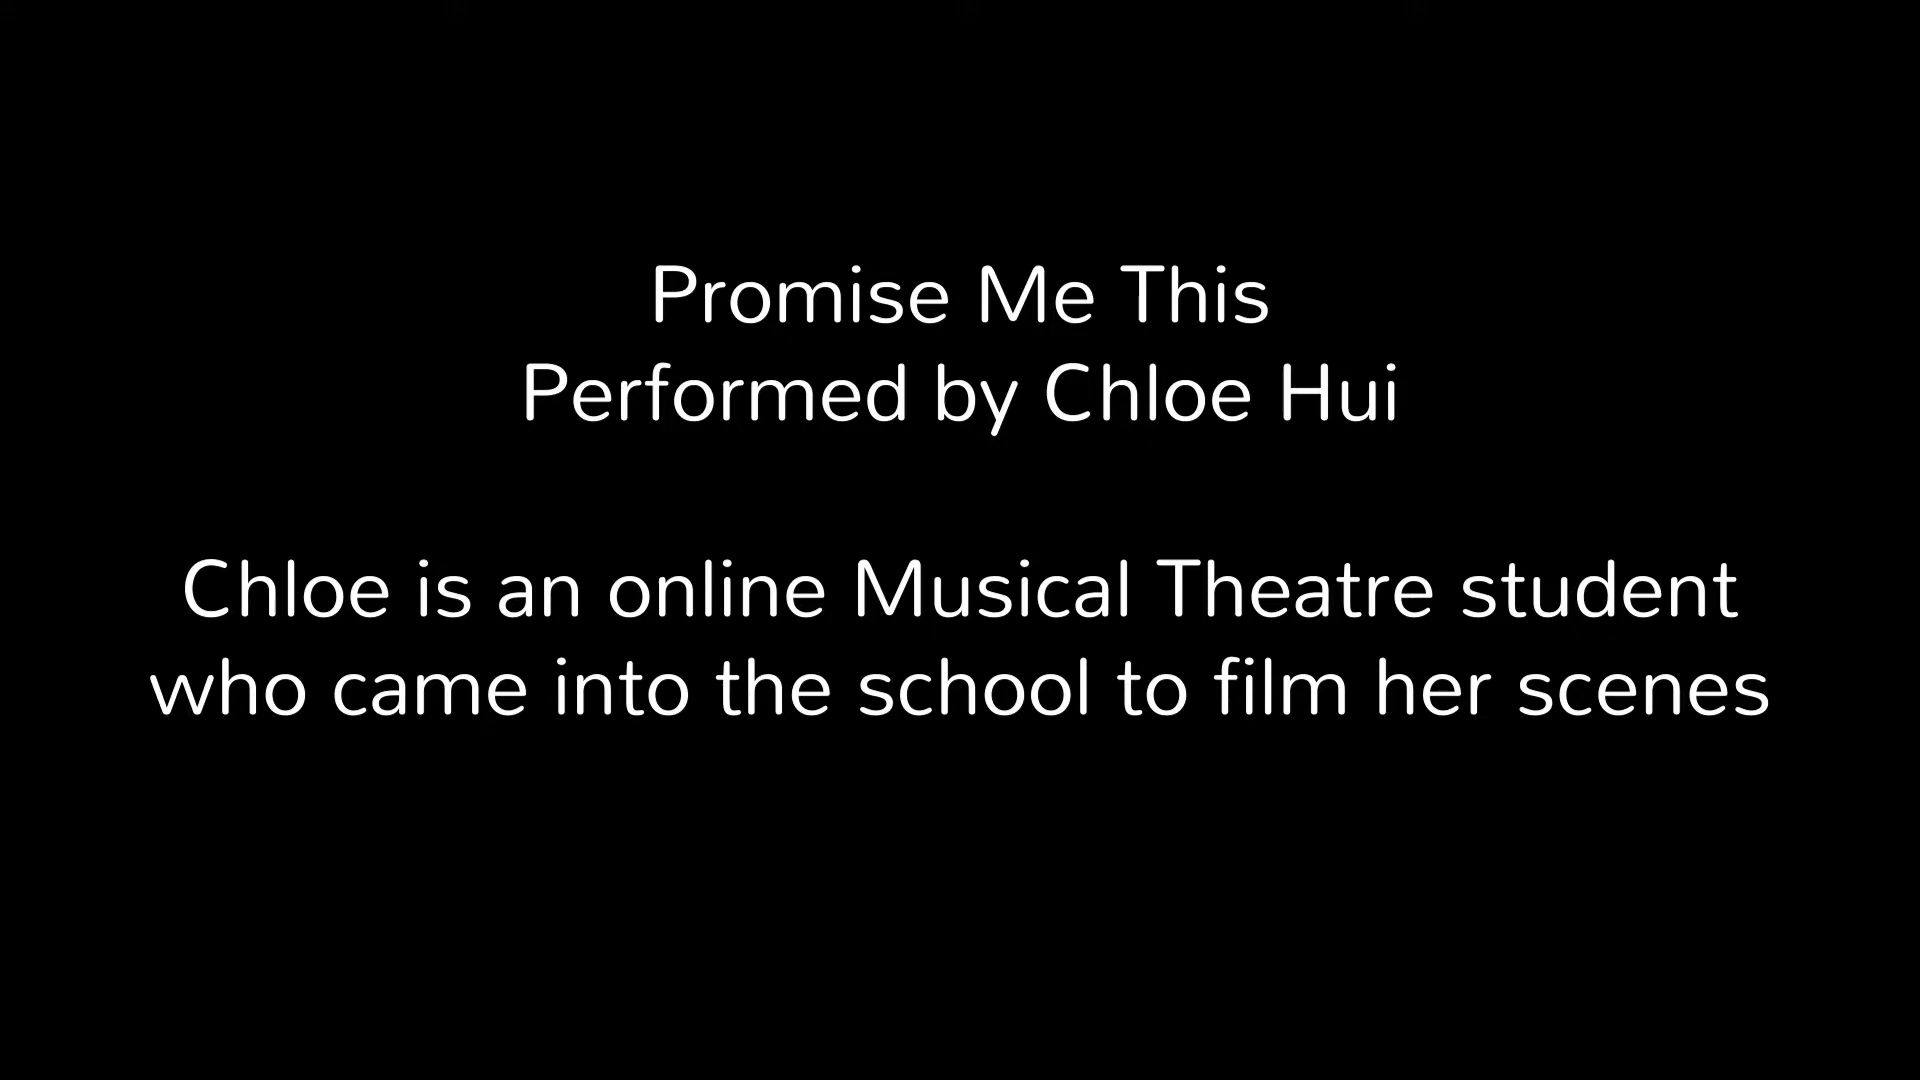 Promise Me This
Performed by Chloe Hui
Chloe is an online Musical Theatre student
who came into the school to film her scenes